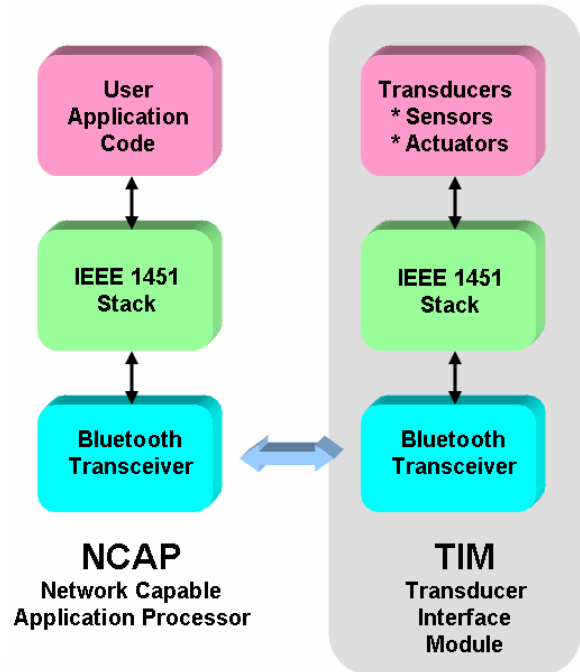 User
Application
Code
IEEE 1451
Stack
Bluetooth
Transceiver
NCAP
Network Capable
Application Processor
Transducers
* Sensors
* Actuators
IEEE 1451
Stack
Bluetooth
Transceiver
TIM
Transducer
Interface
Module